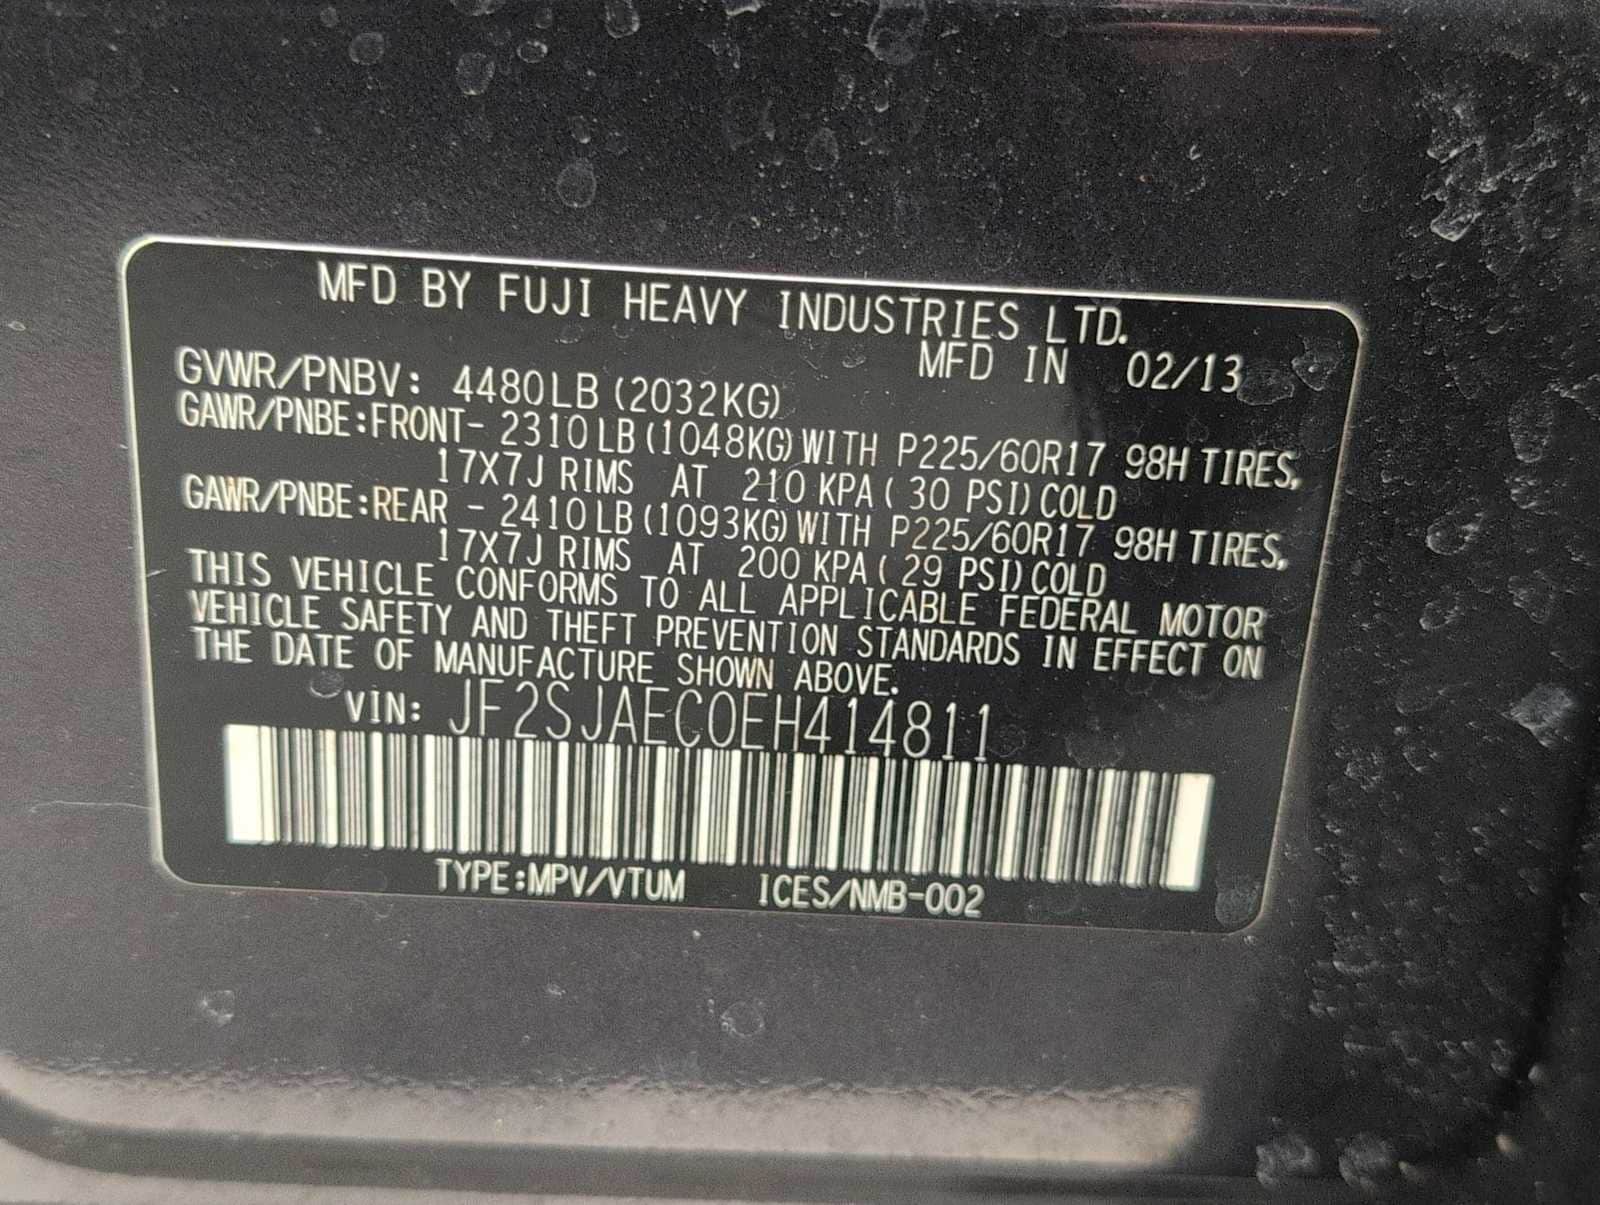 MFD BY FUJI HEAVY INDUSTRIES LTD.
MFD IN 02/13
GVWR/PNBV: 4480LB (2032KG)
GAWR/PNBE:FRONT- 2310LB(1048KG)WITH P225/60R17 98H TIRES,
17X7J RIMS AT 210 KPA( 30 PSI)COLD
GAWR/PNBE:REAR - 2410LB(1093KG)WITH P225/60R17 98H TIRES,
17X7J RIMS AT 200 KPA( 29 PSI)COLD
THIS VEHICLE CONFORMS TO ALL APPLICABLE FEDERAL MOTOR
VEHICLE SAFETY AND THEFT PREVENTION STANDARDS IN EFFECT ON
THE DATE OF MANUFACTURE SHOWN ABOVE.
VIN: JF2SJAEC0EH414811
TYPE:MPV/VTUM ICES/NMB-002